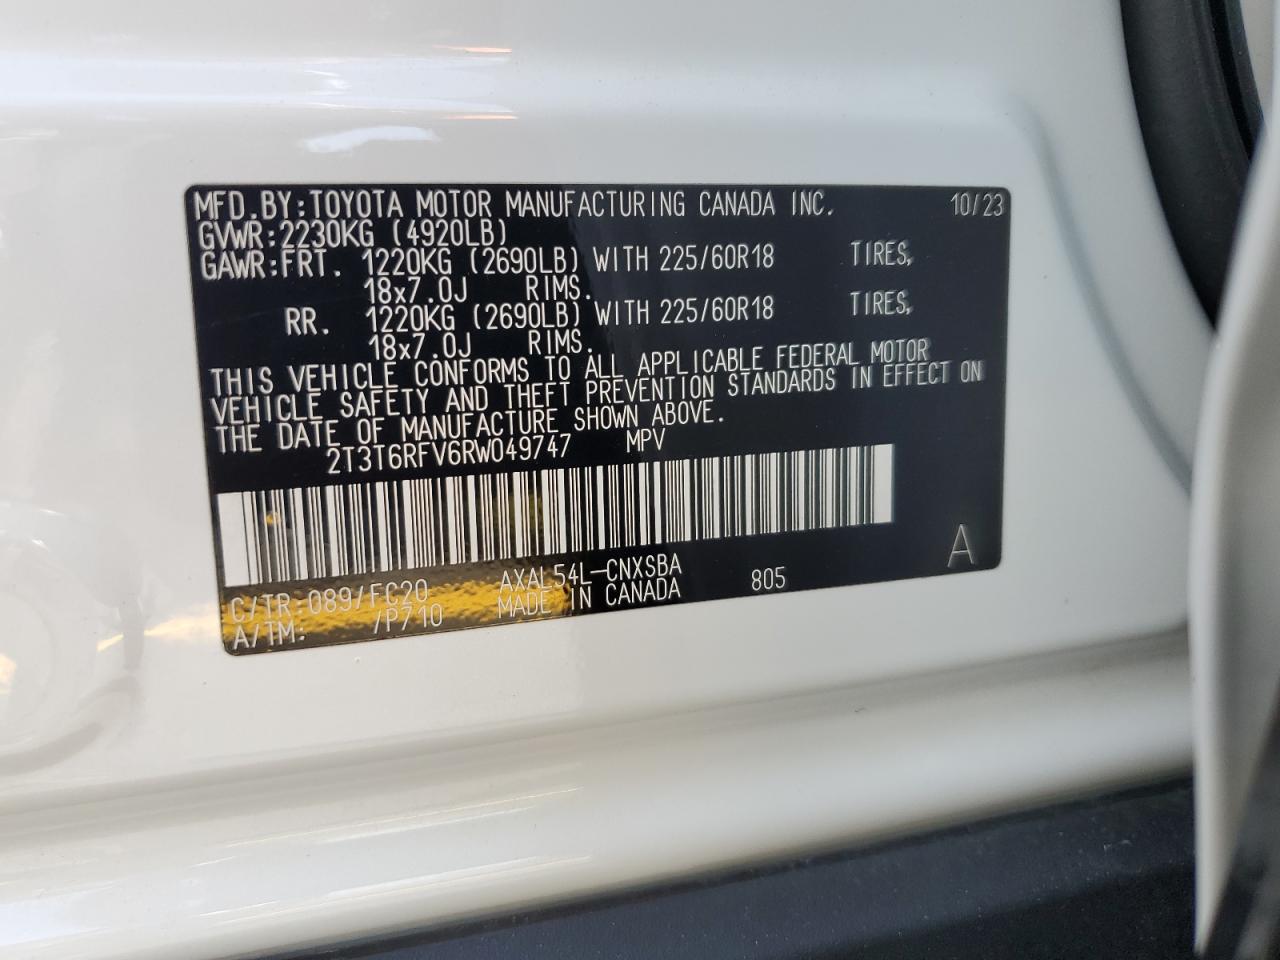 MFD.BY:TOYOTA MOTOR MANUFACTURING CANADA INC. 10/23
GVWR:2230KG (4920LB)
GAWR:FRT. 1220KG (2690LB) WITH 225/60R18 TIRES,
18x7.0J RIMS.
RR. 1220KG (2690LB) WITH 225/60R18 TIRES,
18x7.0J RIMS.
THIS VEHICLE CONFORMS TO ALL APPLICABLE FEDERAL MOTOR
VEHICLE SAFETY AND THEFT PREVENTION STANDARDS IN EFFECT ON
THE DATE OF MANUFACTURE SHOWN ABOVE.
2T3T6RFV6RW049747 MPV
C/TR:089/FC20 AXAL54L-CNXSBA 805 A
A/TM: /P710 MADE IN CANADA